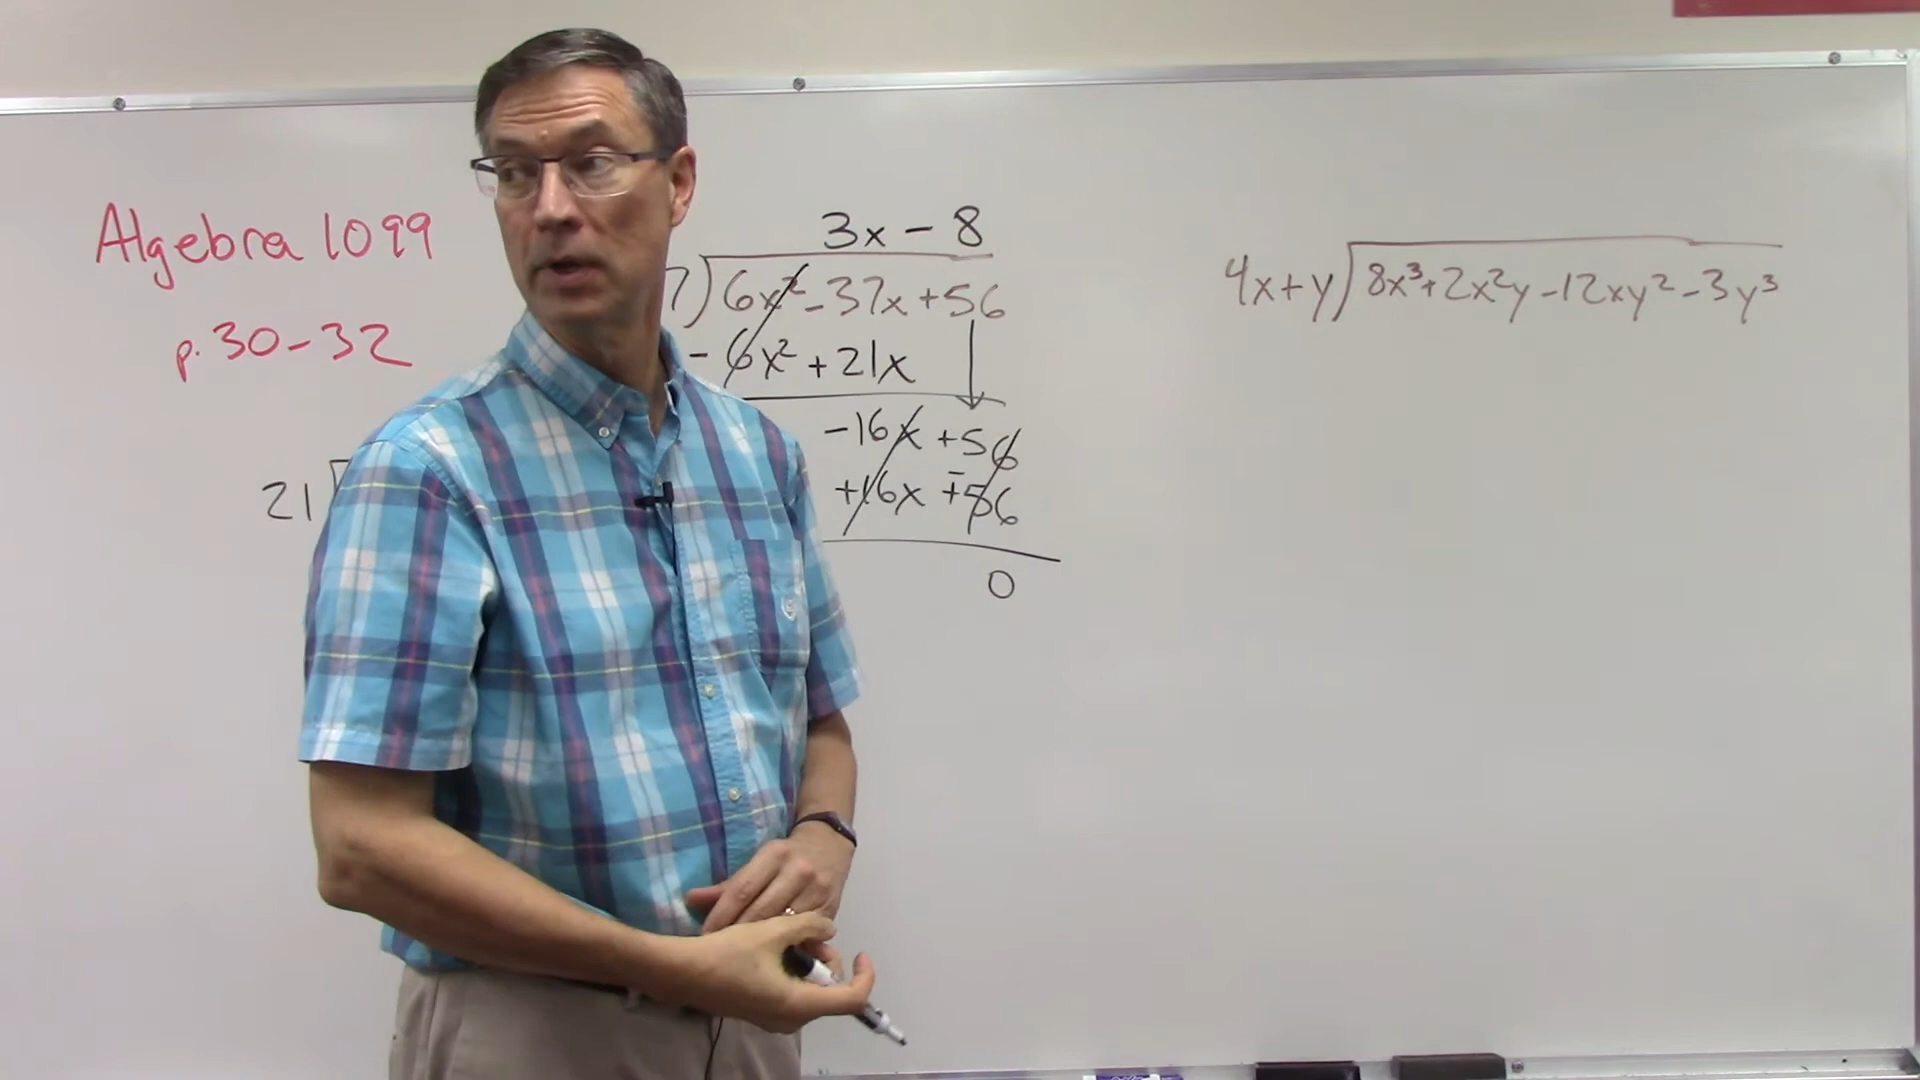 Algebra 1099
p. 30-32
21
3x - 8
7) 6x² - 37x + 56
- 6x² + 21x
-16x + 56
+16x + 56
0
4x+y) 8x³+2x²y-12xy²-3y³